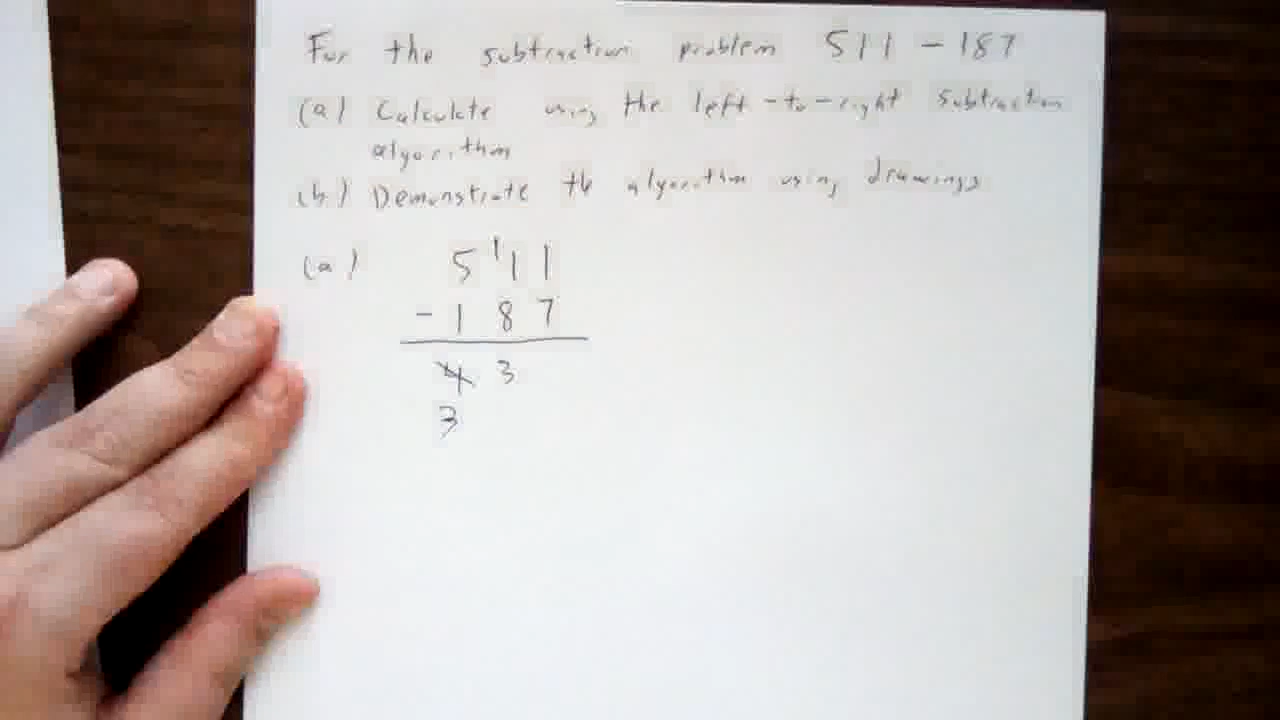 For the subtraction problem 511 - 187
(a) Calculate using the left-to-right subtraction
algorithm
(b) Demonstrate the algorithm using drawings
(a) 5 1 1 1
- 1 8 7
4 3
3